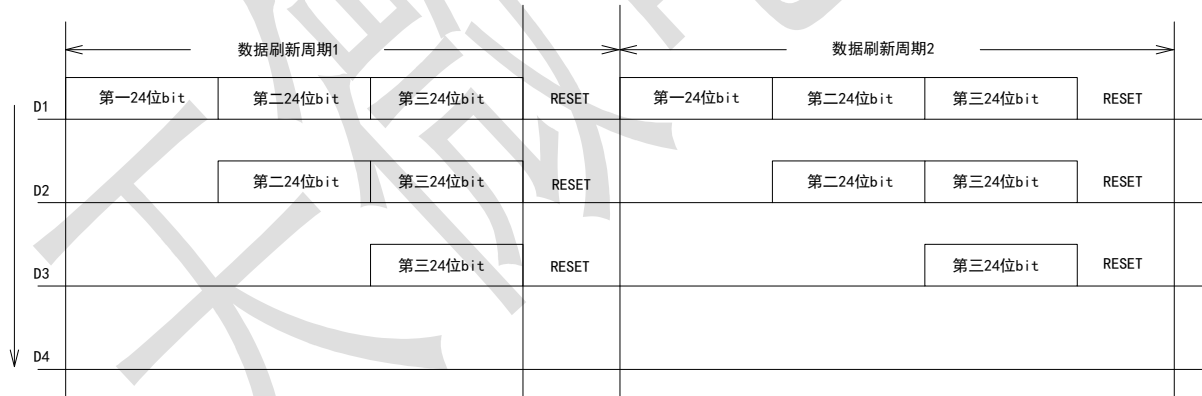 数据刷新周期1 数据刷新周期2
D1 第一24位bit 第二24位bit 第三24位bit RESET 第一24位bit 第二24位bit 第三24位bit RESET
D2 第二24位bit 第三24位bit RESET 第二24位bit 第三24位bit RESET
D3 第三24位bit RESET 第三24位bit RESET
D4